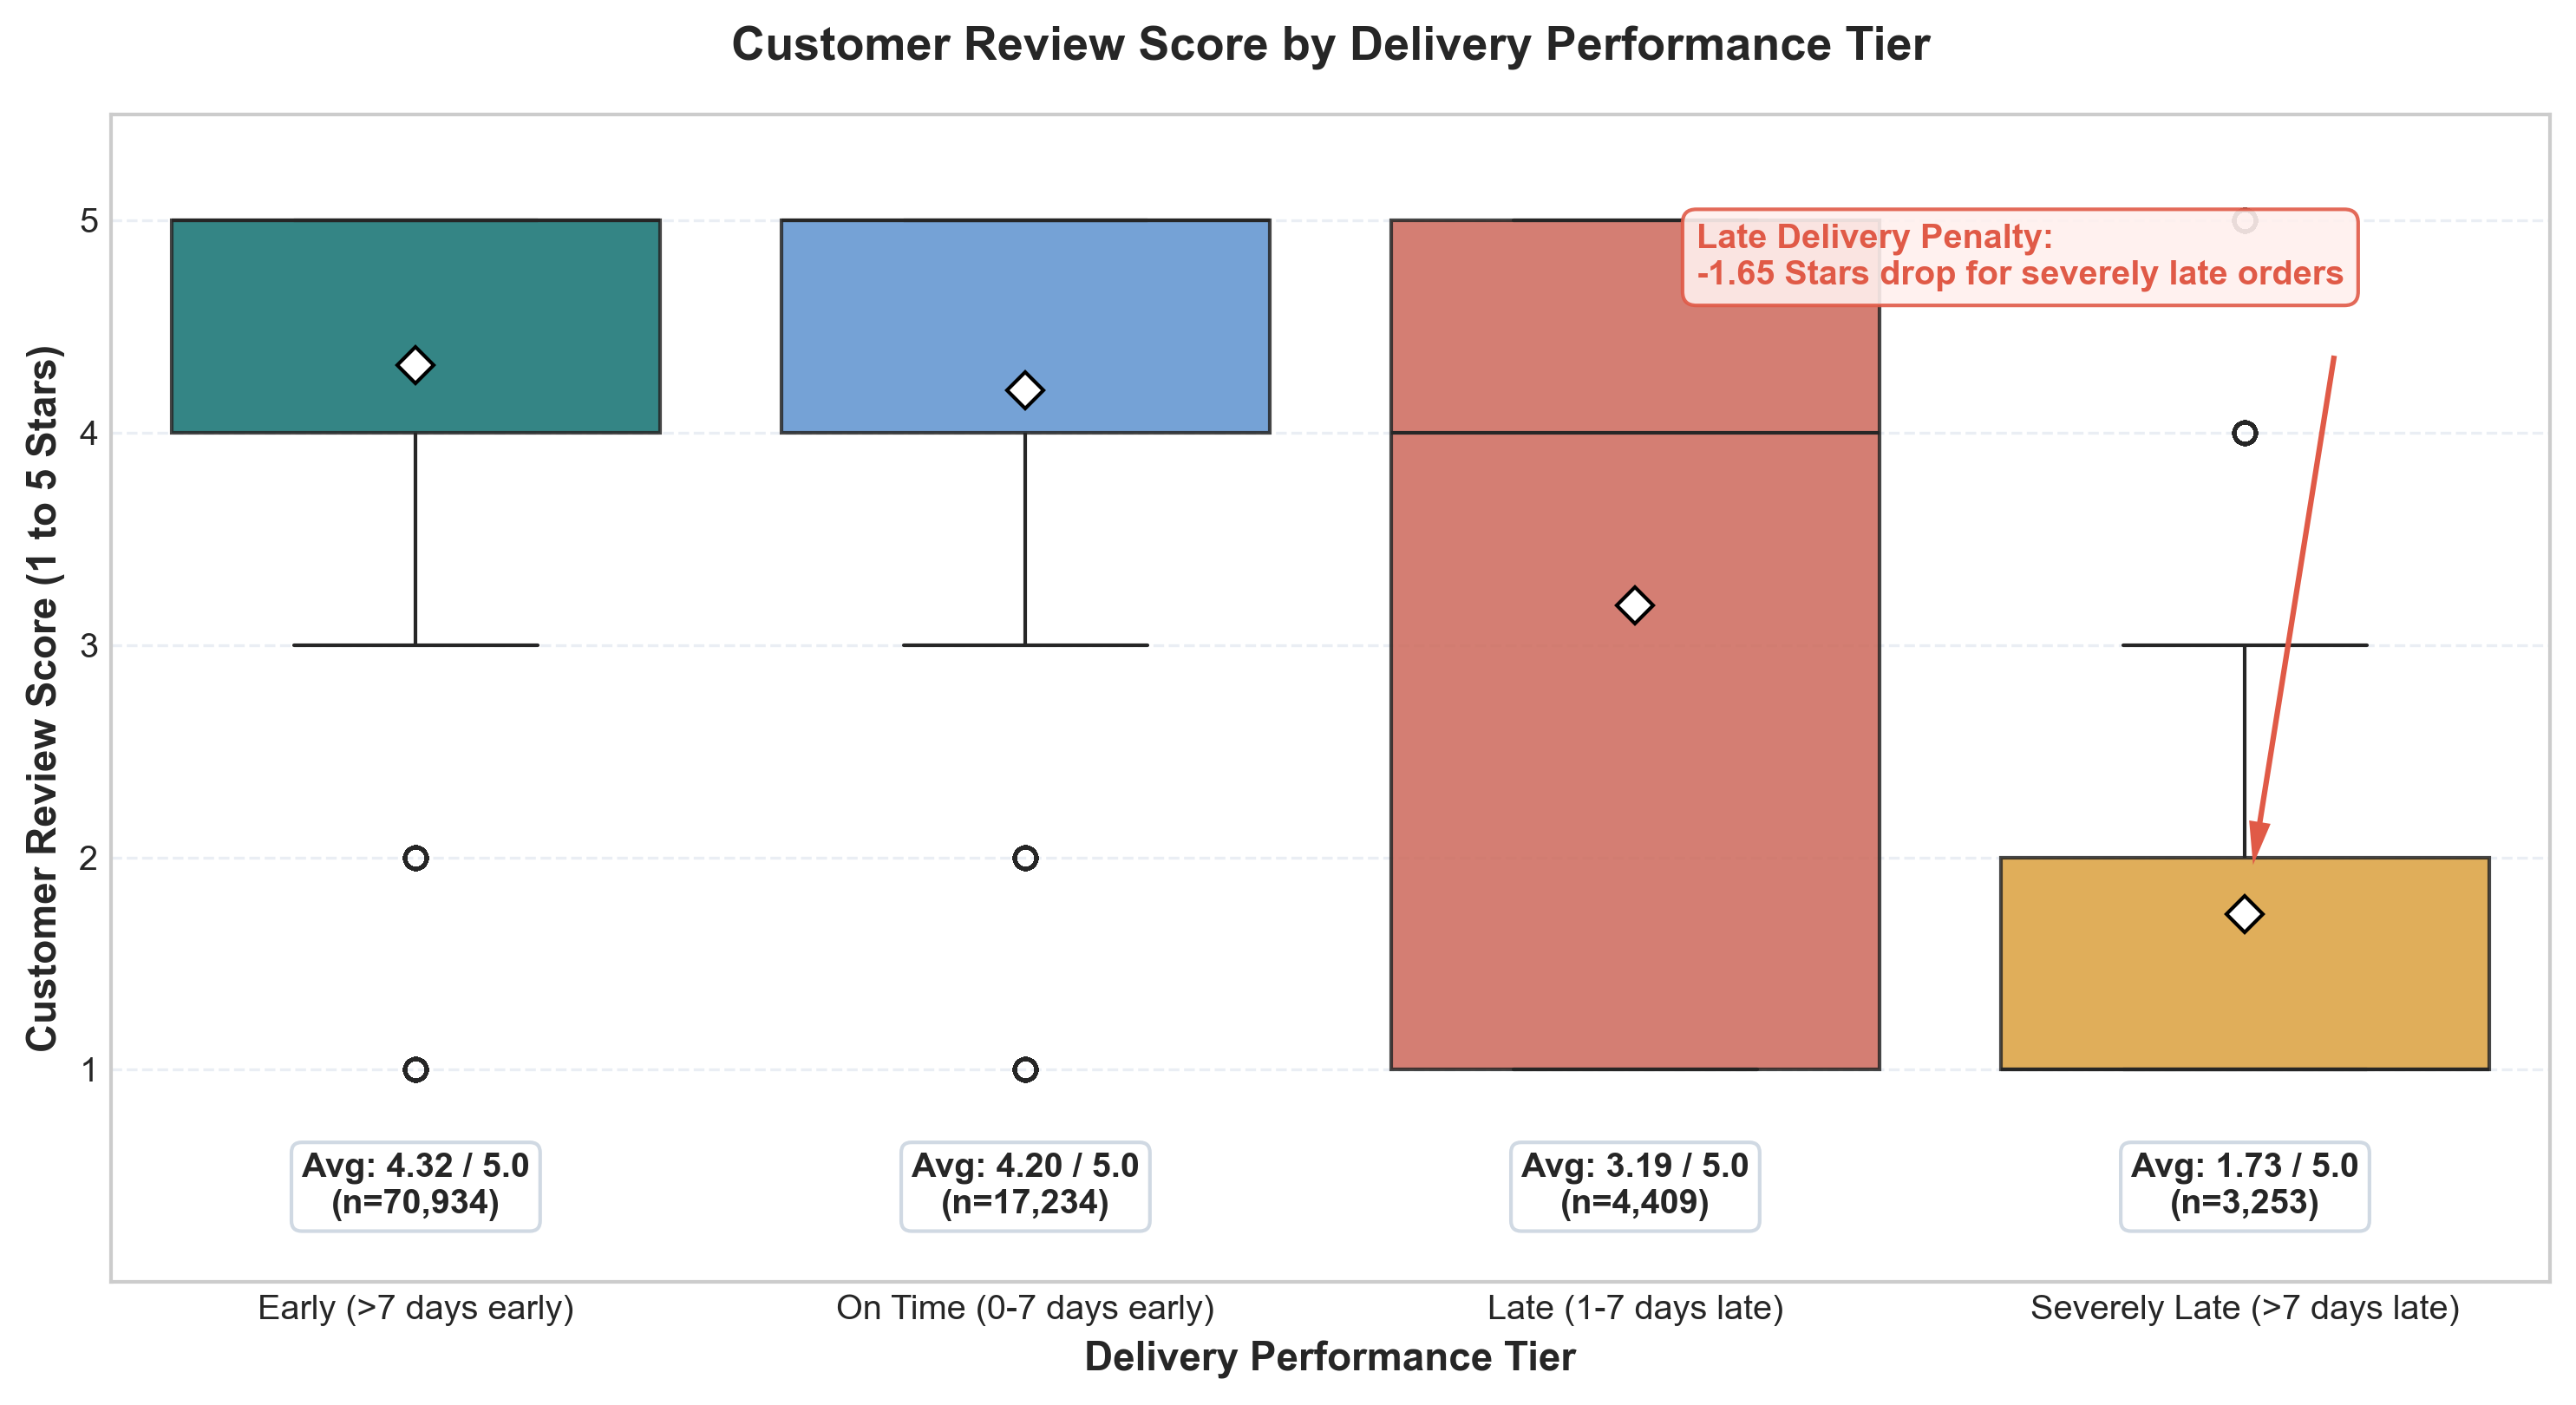 Customer Review Score by Delivery Performance Tier
Customer Review Score (1 to 5 Stars)
5
4
3
2
1
Late Delivery Penalty:
-1.65 Stars drop for severely late orders
Avg: 4.32 / 5.0
(n=70,934)
Avg: 4.20 / 5.0
(n=17,234)
Avg: 3.19 / 5.0
(n=4,409)
Avg: 1.73 / 5.0
(n=3,253)
Early (>7 days early)
On Time (0-7 days early)
Late (1-7 days late)
Severely Late (>7 days late)
Delivery Performance Tier